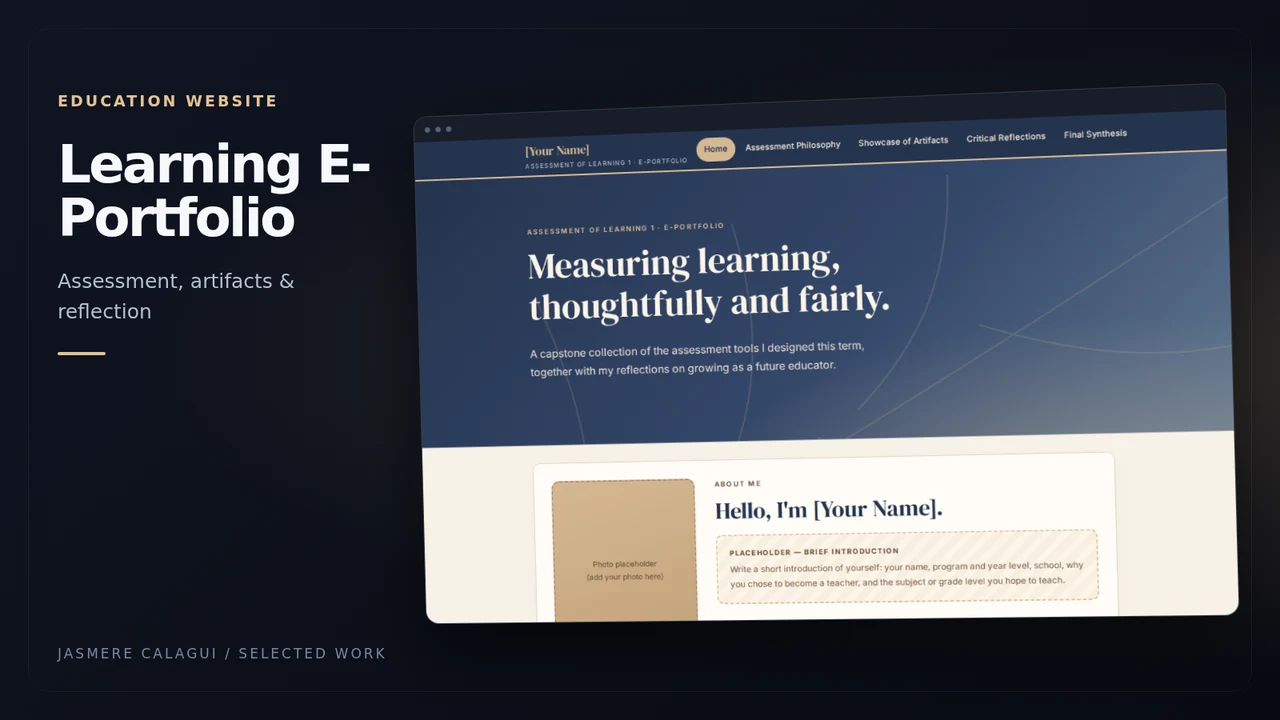 EDUCATION WEBSITE
Learning E-
Portfolio
Assessment, artifacts &
reflection
JASMERE CALAGUI / SELECTED WORK
[Your Name]
ASSESSMENT OF LEARNING 1 · E-PORTFOLIO
Home
Assessment Philosophy
Showcase of Artifacts
Critical Reflections
Final Synthesis
ASSESSMENT OF LEARNING 1 · E-PORTFOLIO
Measuring learning,
thoughtfully and fairly.
A capstone collection of the assessment tools I designed this term,
together with my reflections on growing as a future educator.
Photo placeholder
(add your photo here)
ABOUT ME
Hello, I'm [Your Name].
PLACEHOLDER — BRIEF INTRODUCTION
Write a short introduction of yourself: your name, program and year level, school, why
you chose to become a teacher, and the subject or grade level you hope to teach.